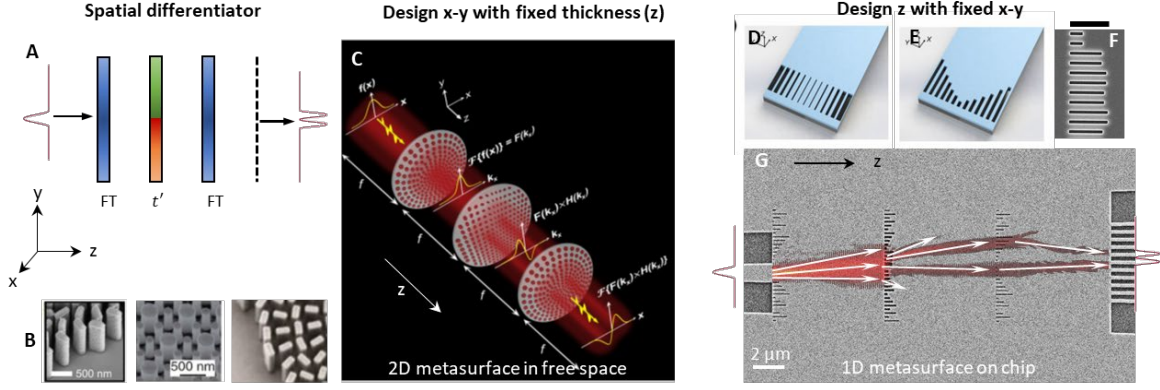 Spatial differentiator
Design x-y with fixed thickness (z)
Design z with fixed x-y
A
FT
t′
FT
y
z
x
B
500 nm
500 nm
C
f(x)
x
y
x
z
f
ℱ{f(x)} = F(kx)
kx
f
F(kx)×H(kx)
kx
f
ℱ{F(kx)×H(kx)}
x
f
z
2D metasurface in free space
D
x
E
x
F
G
z
2 μm
1D metasurface on chip